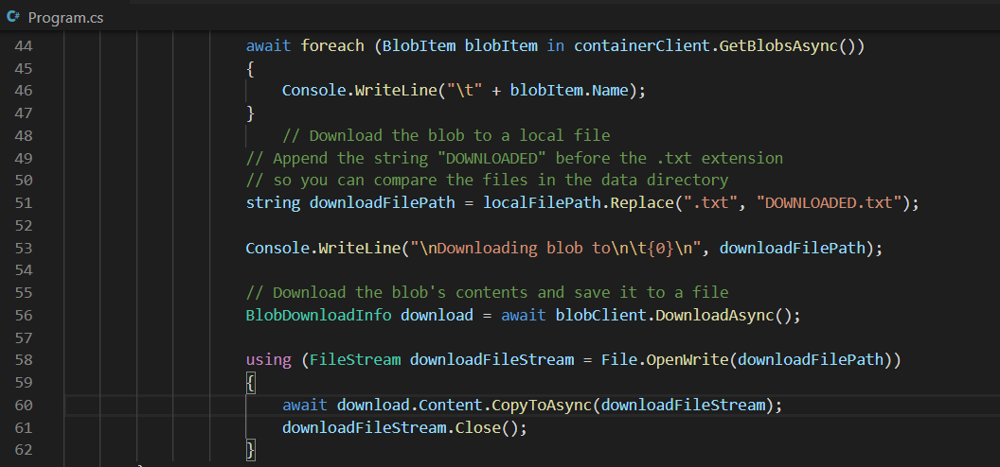 C# Program.cs
44 await foreach (BlobItem blobItem in containerClient.GetBlobsAsync())
45 {
46 Console.WriteLine("\t" + blobItem.Name);
47 }
48 // Download the blob to a local file
49 // Append the string "DOWNLOADED" before the .txt extension
50 // so you can compare the files in the data directory
51 string downloadFilePath = localFilePath.Replace(".txt", "DOWNLOADED.txt");
52
53 Console.WriteLine("\nDownloading blob to\n\t{0}\n", downloadFilePath);
54
55 // Download the blob's contents and save it to a file
56 BlobDownloadInfo download = await blobClient.DownloadAsync();
57
58 using (FileStream downloadFileStream = File.OpenWrite(downloadFilePath))
59 {
60 await download.Content.CopyToAsync(downloadFileStream);
61 downloadFileStream.Close();
62 }